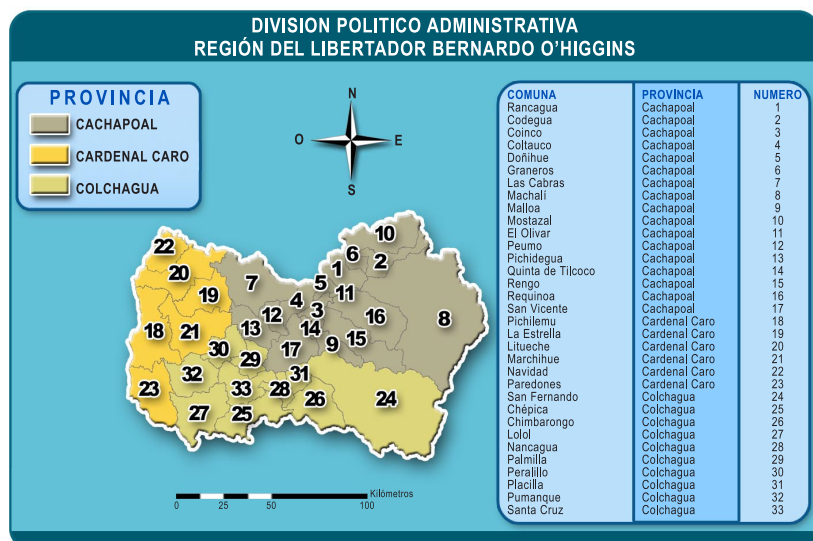 DIVISION POLITICO ADMINISTRATIVA
REGIÓN DEL LIBERTADOR BERNARDO O'HIGGINS
PROVINCIA
CACHAPOAL
CARDENAL CARO
COLCHAGUA
N
O E
S
COMUNA PROVÍNCIA NUMERO
Rancagua Cachapoal 1
Codegua Cachapoal 2
Coinco Cachapoal 3
Coltauco Cachapoal 4
Doñihue Cachapoal 5
Graneros Cachapoal 6
Las Cabras Cachapoal 7
Machalí Cachapoal 8
Malloa Cachapoal 9
Mostazal Cachapoal 10
El Olivar Cachapoal 11
Peumo Cachapoal 12
Pichidegua Cachapoal 13
Quinta de Tilcoco Cachapoal 14
Rengo Cachapoal 15
Requinoa Cachapoal 16
San Vicente Cachapoal 17
Pichilemu Cardenal Caro 18
La Estrella Cardenal Caro 19
Litueche Cardenal Caro 20
Marchihue Cardenal Caro 21
Navidad Cardenal Caro 22
Paredones Cardenal Caro 23
San Fernando Colchagua 24
Chépica Colchagua 25
Chimbarongo Colchagua 26
Lolol Colchagua 27
Nancagua Colchagua 28
Palmilla Colchagua 29
Peralillo Colchagua 30
Placilla Colchagua 31
Pumanque Colchagua 32
Santa Cruz Colchagua 33
10
22
6
2
20
1
7
5
19
11
4
3
12
16
8
18
21
13
14
15
30
17
9
29
32
31
23
33
28
26
24
27
25
Kilómetros
0 25 50 100